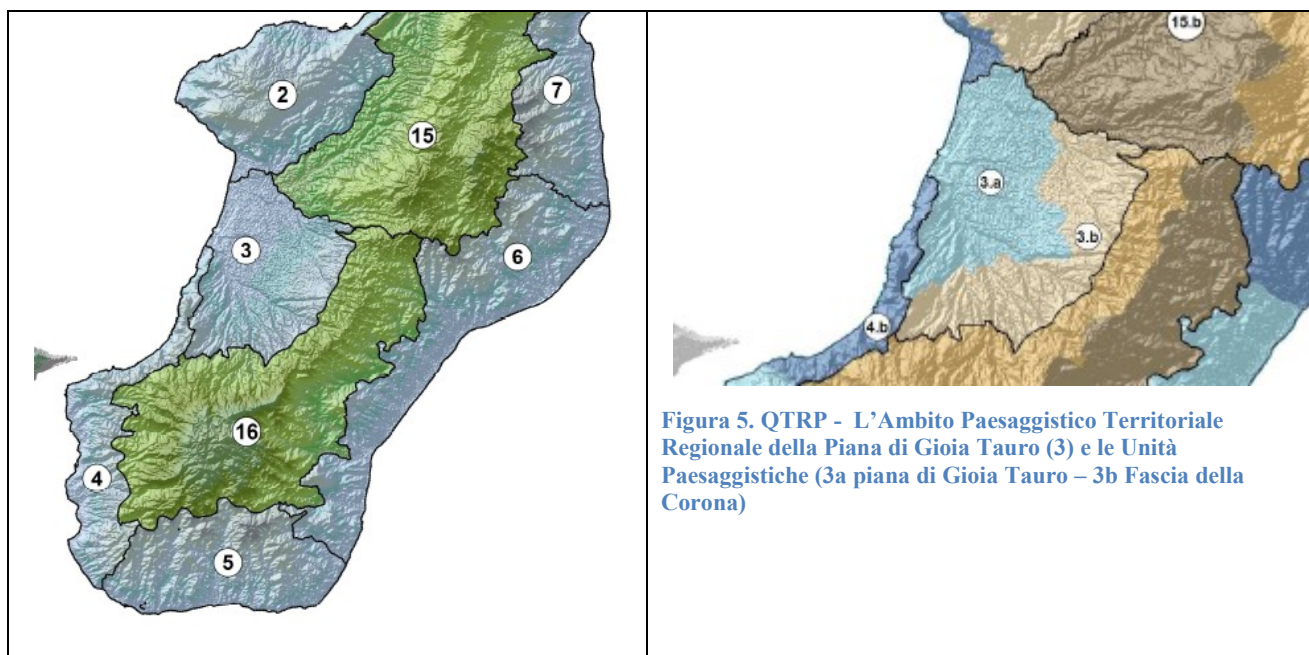 2
15
7
3
6
16
4
5
15.b
3.a
3.b
4.b
Figura 5. QTRP - L’Ambito Paesaggistico Territoriale
Regionale della Piana di Gioia Tauro (3) e le Unità
Paesaggistiche (3a piana di Gioia Tauro – 3b Fascia della
Corona)